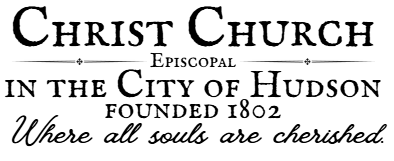 Christ Church
Episcopal
in the City of Hudson
founded 1802
Where all souls are cherished.